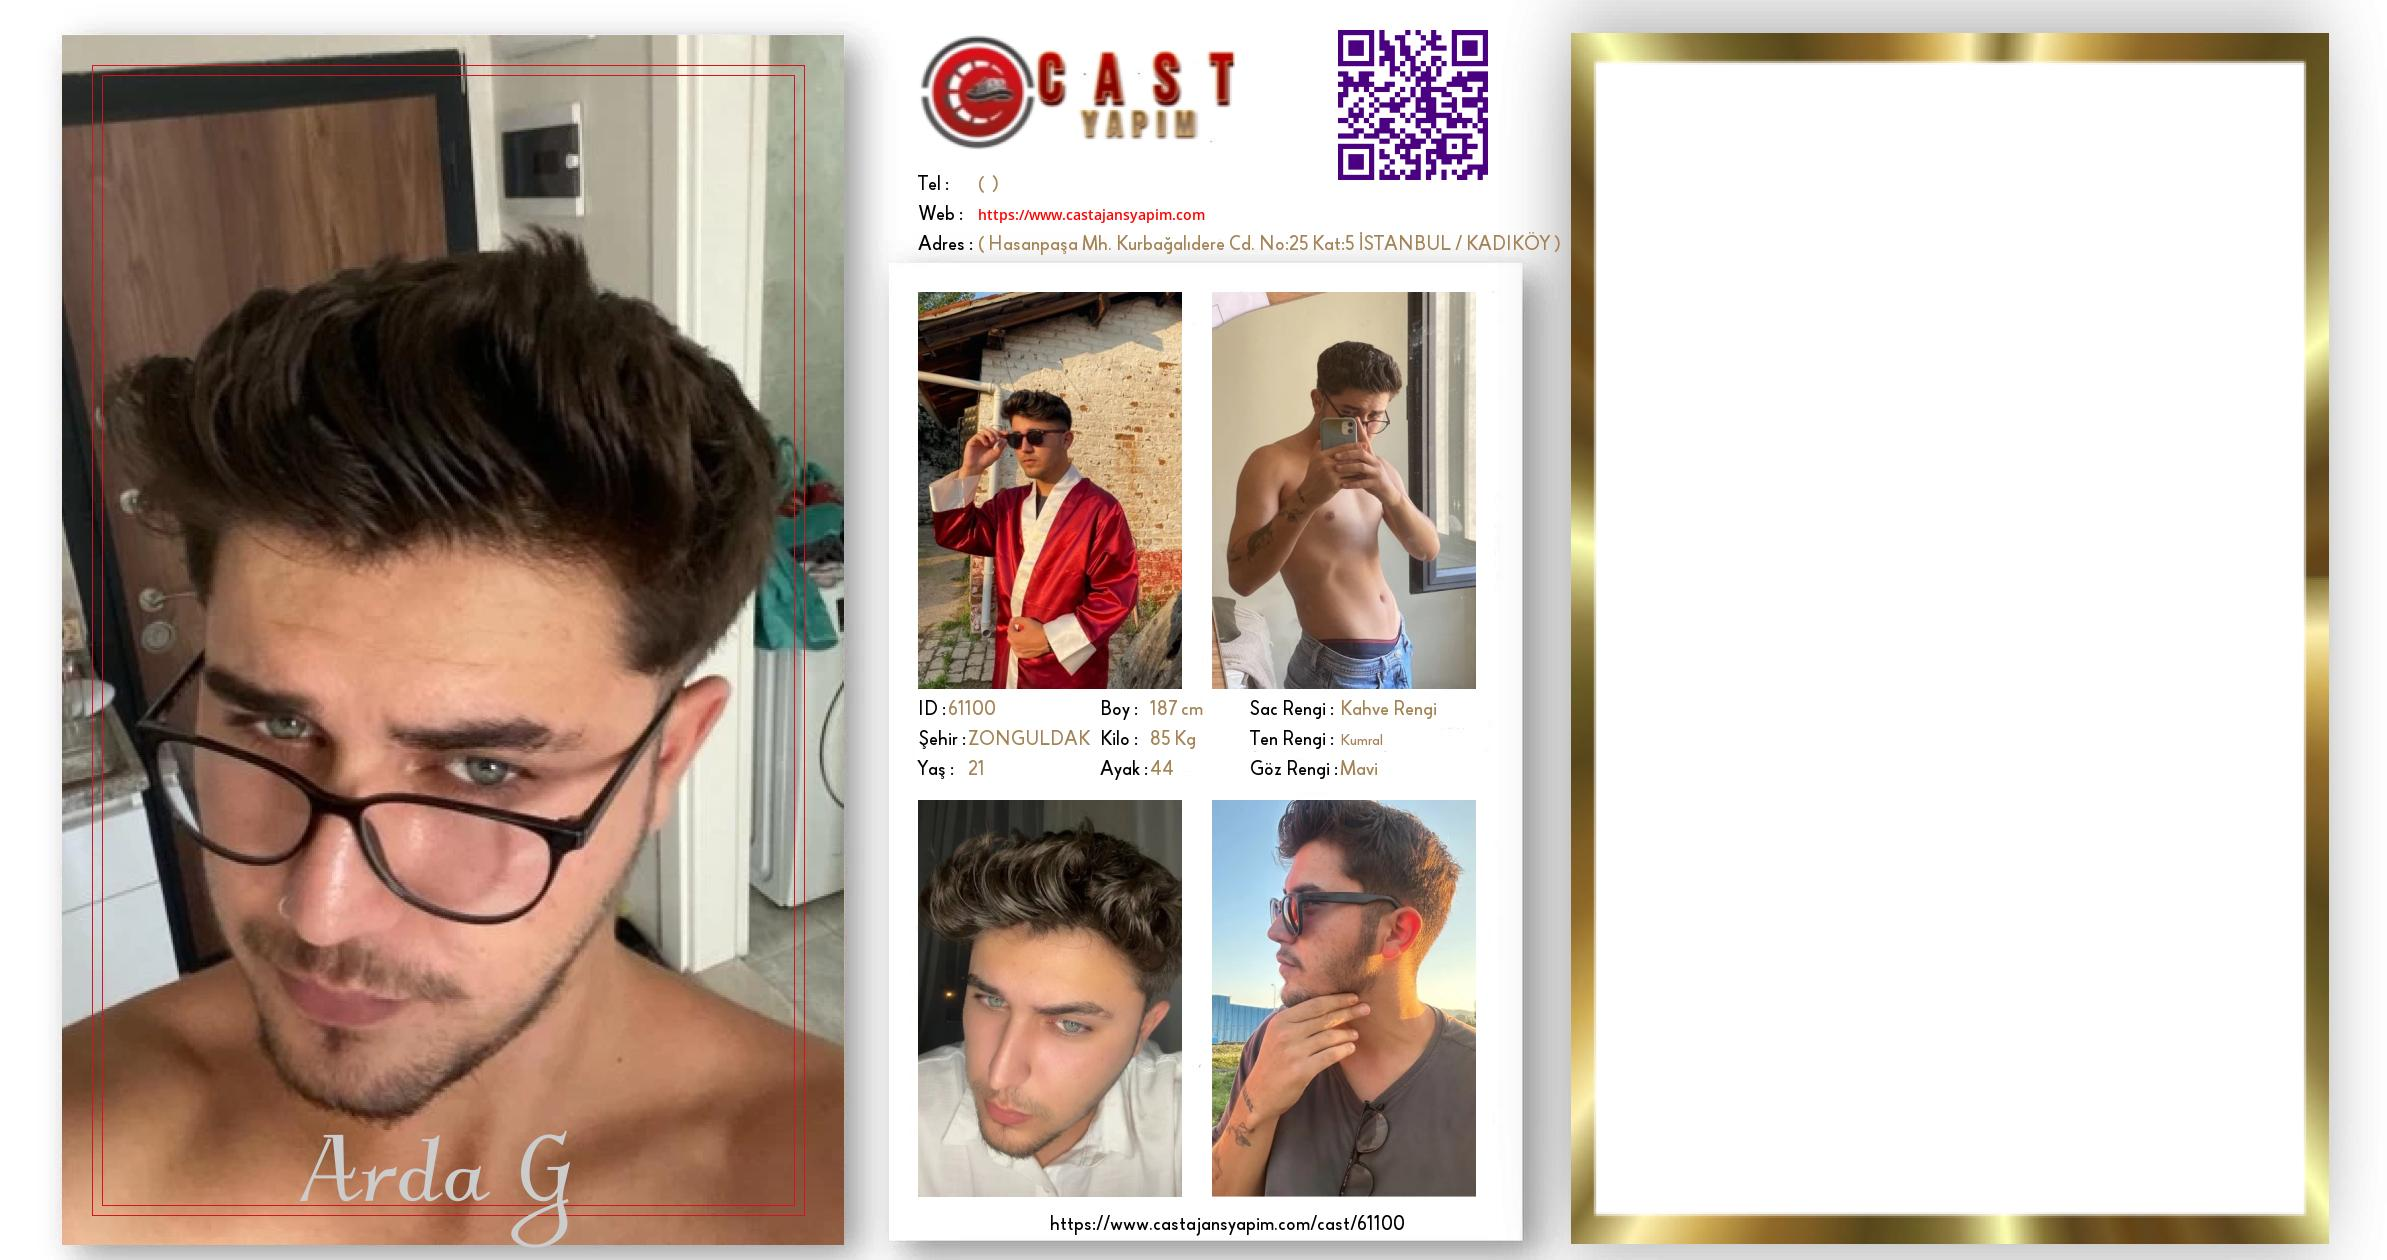 Arda G
CAST
YAPIM
Tel : ( )
Web : https://www.castajansyapim.com
Adres : ( Hasanpaşa Mh. Kurbağalıdere Cd. No:25 Kat:5 İSTANBUL / KADIKÖY )
ID : 61100 Boy : 187 cm Sac Rengi : Kahve Rengi
Şehir : ZONGULDAK Kilo : 85 Kg Ten Rengi : Kumral
Yaş : 21 Ayak : 44 Göz Rengi : Mavi
https://www.castajansyapim.com/cast/61100